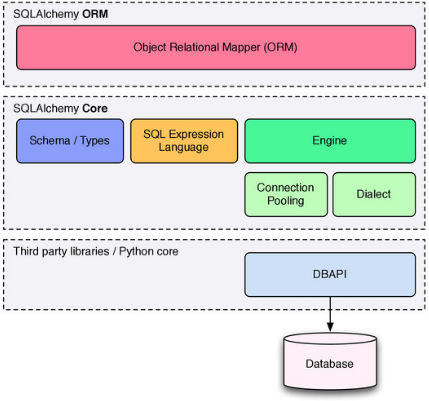 SQLAlchemy ORM
Object Relational Mapper (ORM)
SQLAlchemy Core
Schema / Types
SQL Expression
Language
Engine
Connection
Pooling
Dialect
Third party libraries / Python core
DBAPI
Database